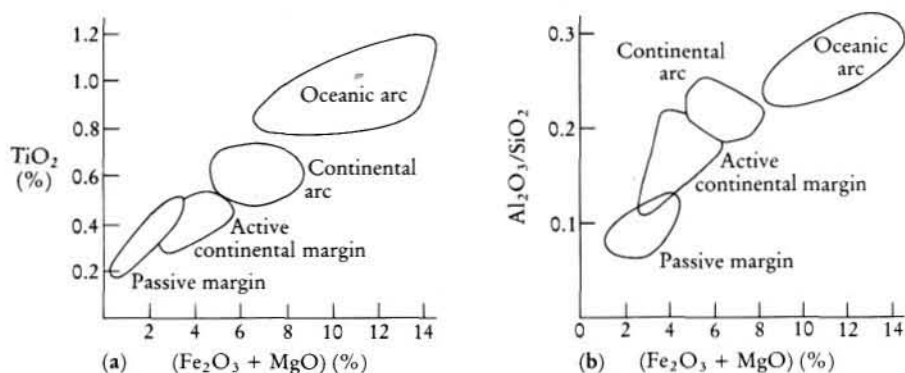 1.2
1.0
0.8
TiO₂
(%)
0.6
0.4
0.2
Oceanic arc
Continental
arc
Active
continental margin
Passive margin
2 4 6 8 10 12 14
(a) (Fe₂O₃ + MgO) (%)
0.3
0.2
0.1
Al₂O₃/SiO₂
Continental
arc
Oceanic
arc
Active
continental margin
Passive margin
0 2 4 6 8 10 12 14
(b) (Fe₂O₃ + MgO) (%)